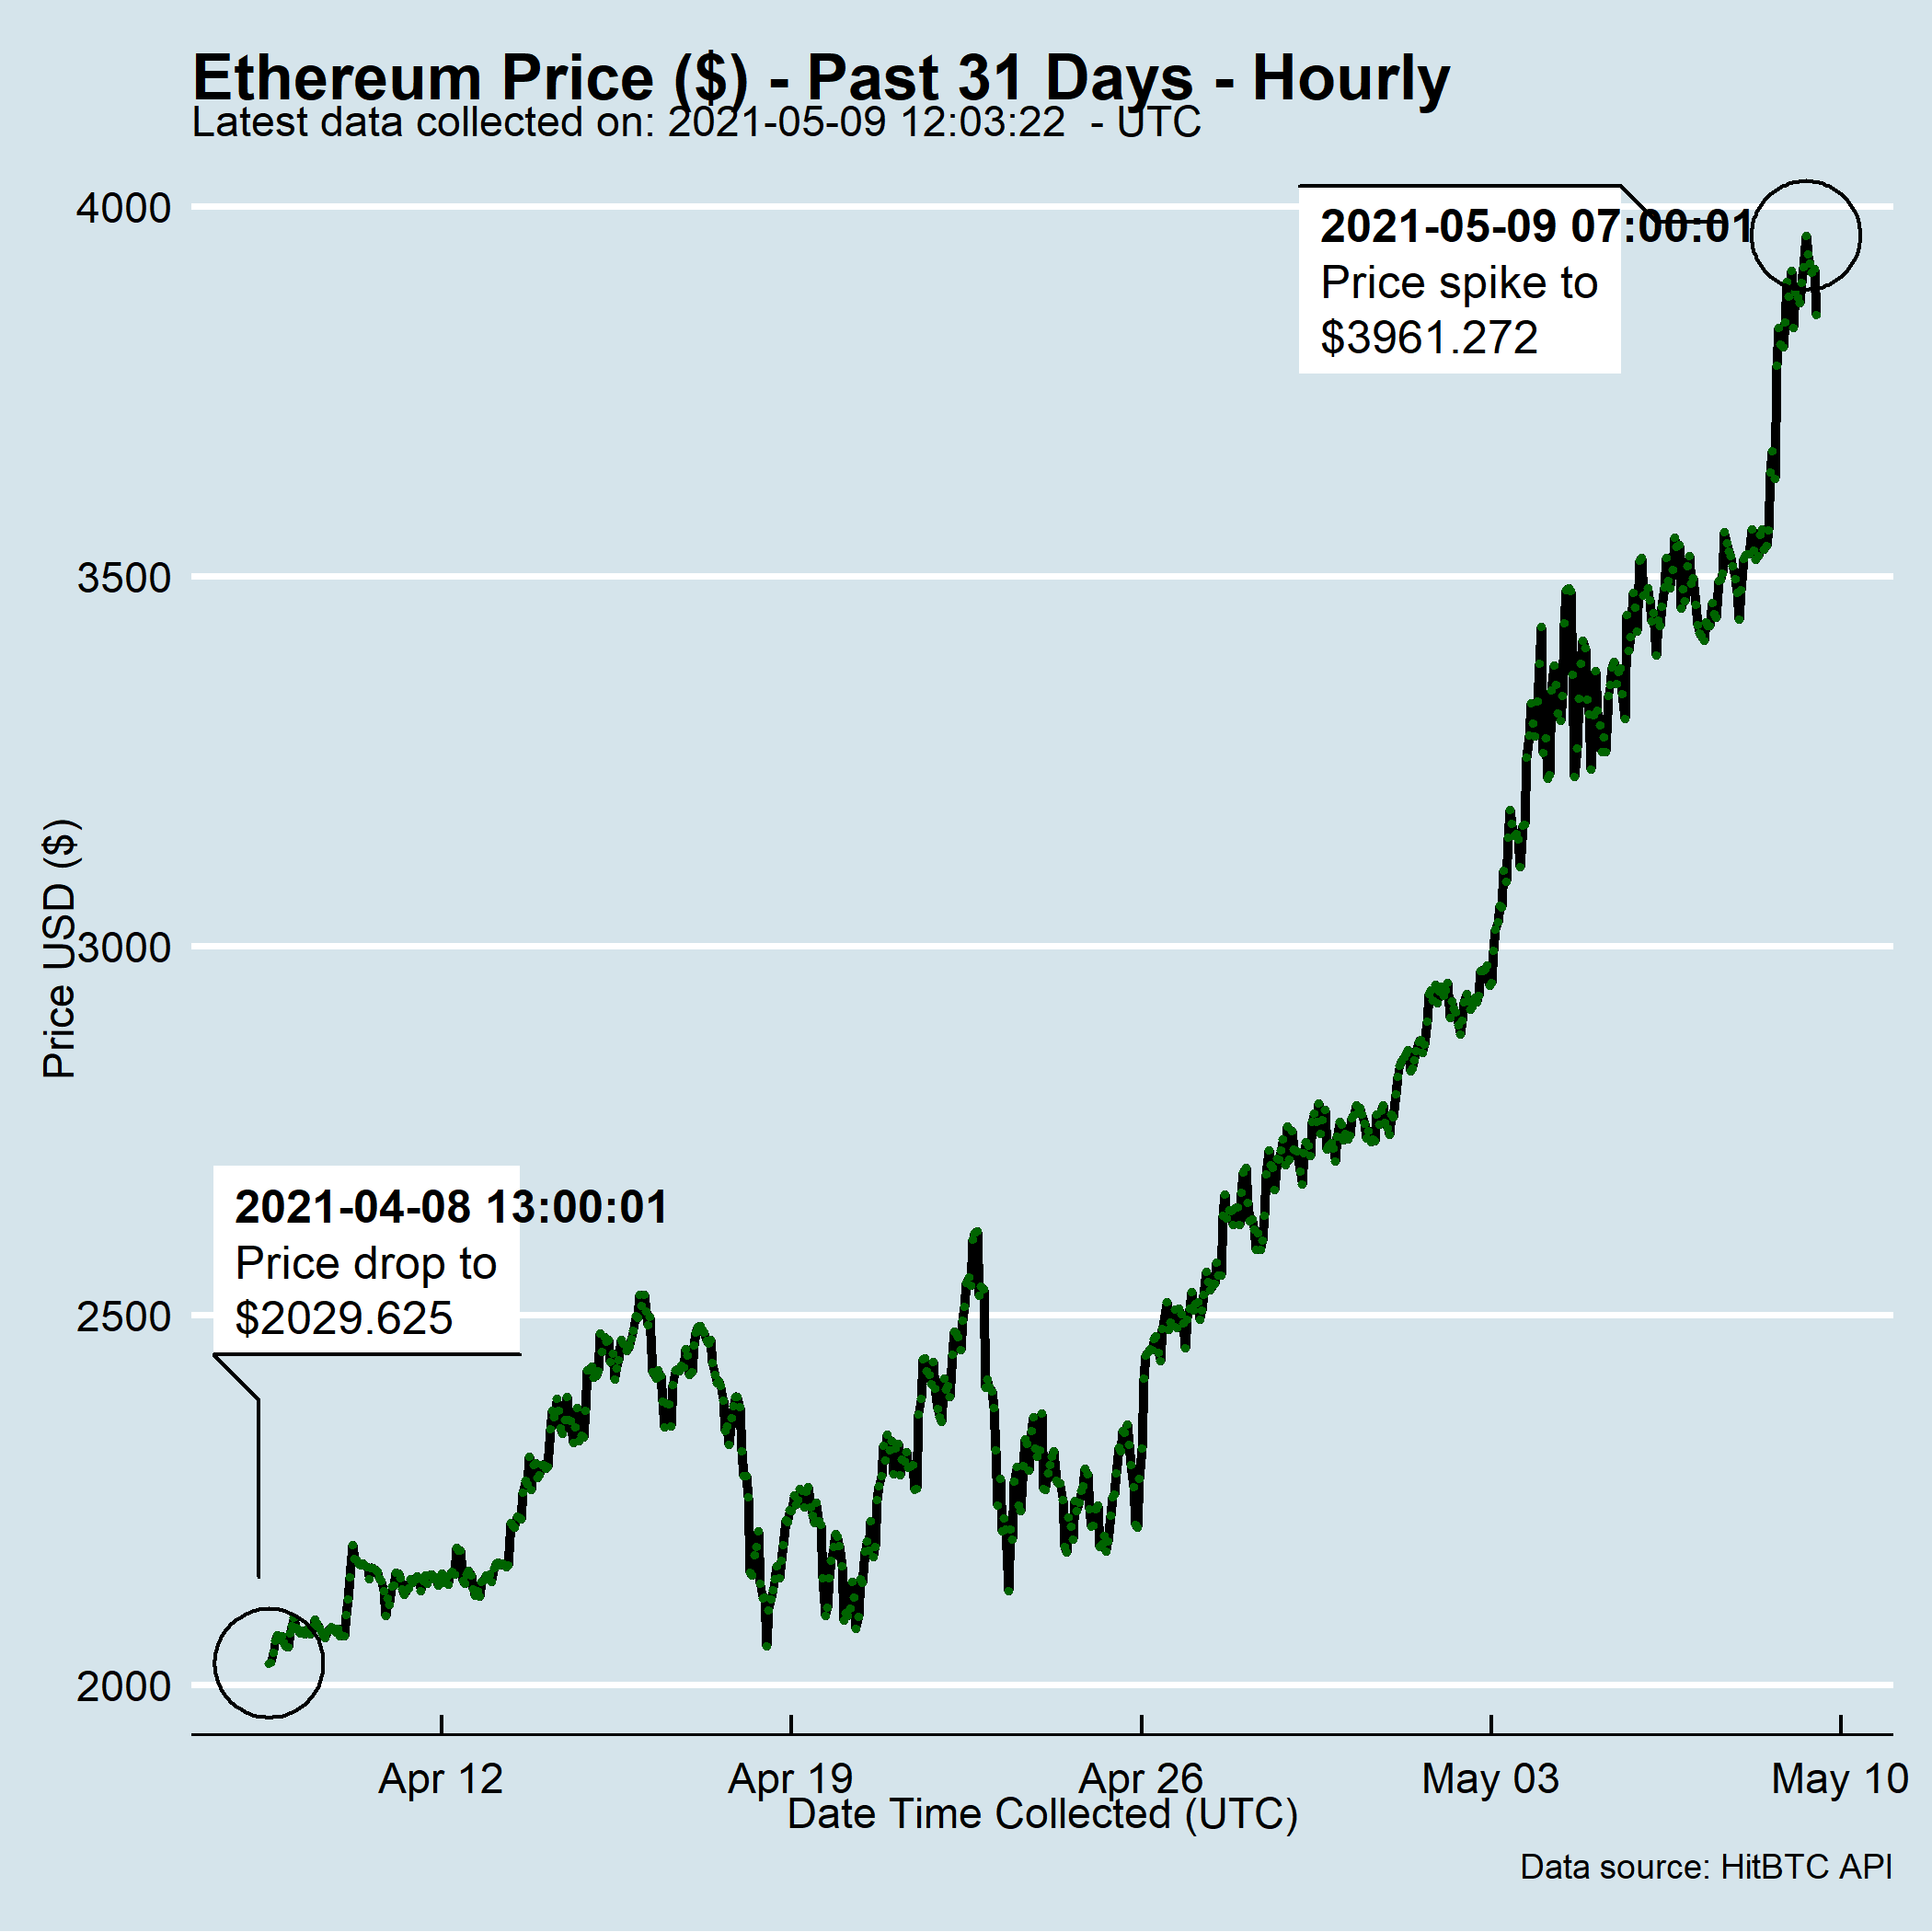 Ethereum Price ($) - Past 31 Days - Hourly
Latest data collected on: 2021-05-09 12:03:22  - UTC
4000
3500
3000
2500
2000
Price USD ($)
2021-05-09 07:00:01
Price spike to
$3961.272
2021-04-08 13:00:01
Price drop to
$2029.625
Apr 12
Apr 19
Apr 26
May 03
May 10
Date Time Collected (UTC)
Data source: HitBTC API